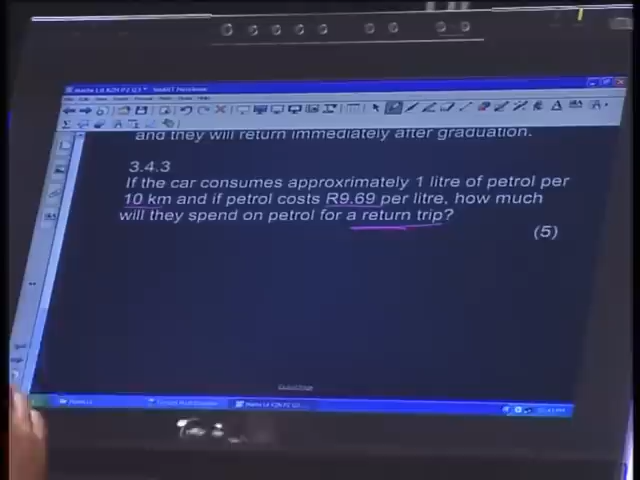 and they will return immediately after graduation.
3.4.3
If the car consumes approxrimately 1 litre of petrol per
10 km and if petrol costs R9.69 per litre, how much
will they spend on petrol for a return trip?
(5)